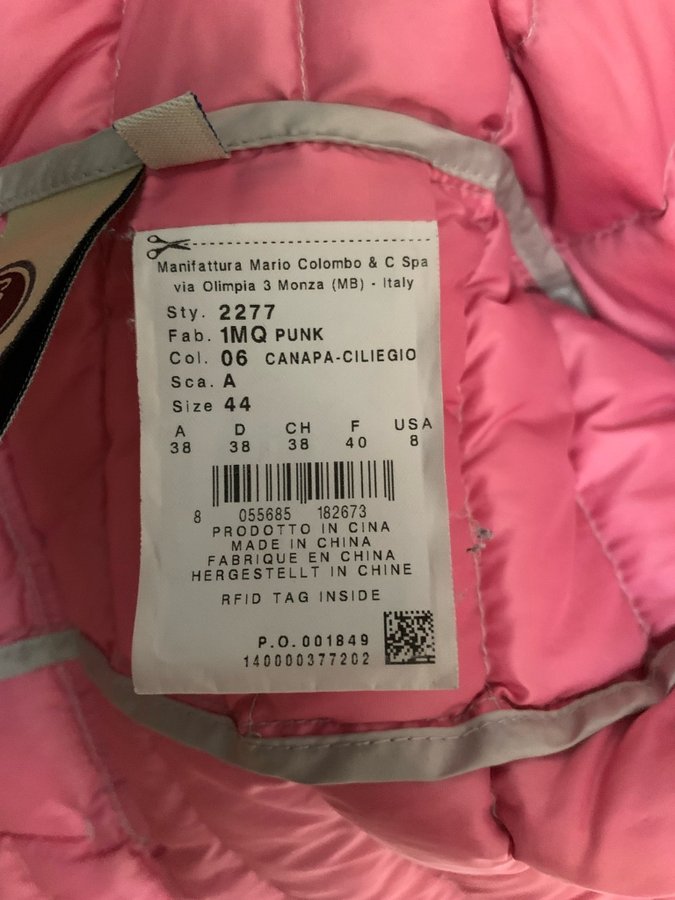 Manifattura Mario Colombo & C Spa
via Olimpia 3 Monza (MB) - Italy
Sty. 2277
Fab. 1MQ PUNK
Col. 06 CANAPA-CILIEGIO
Sca. A
Size 44
A D CH F USA
38 38 38 40 8
8 055685 182673
PRODOTTO IN CINA
MADE IN CHINA
FABRIQUE EN CHINA
HERGESTELLT IN CHINE
RFID TAG INSIDE
P.O. 001849
140000377202